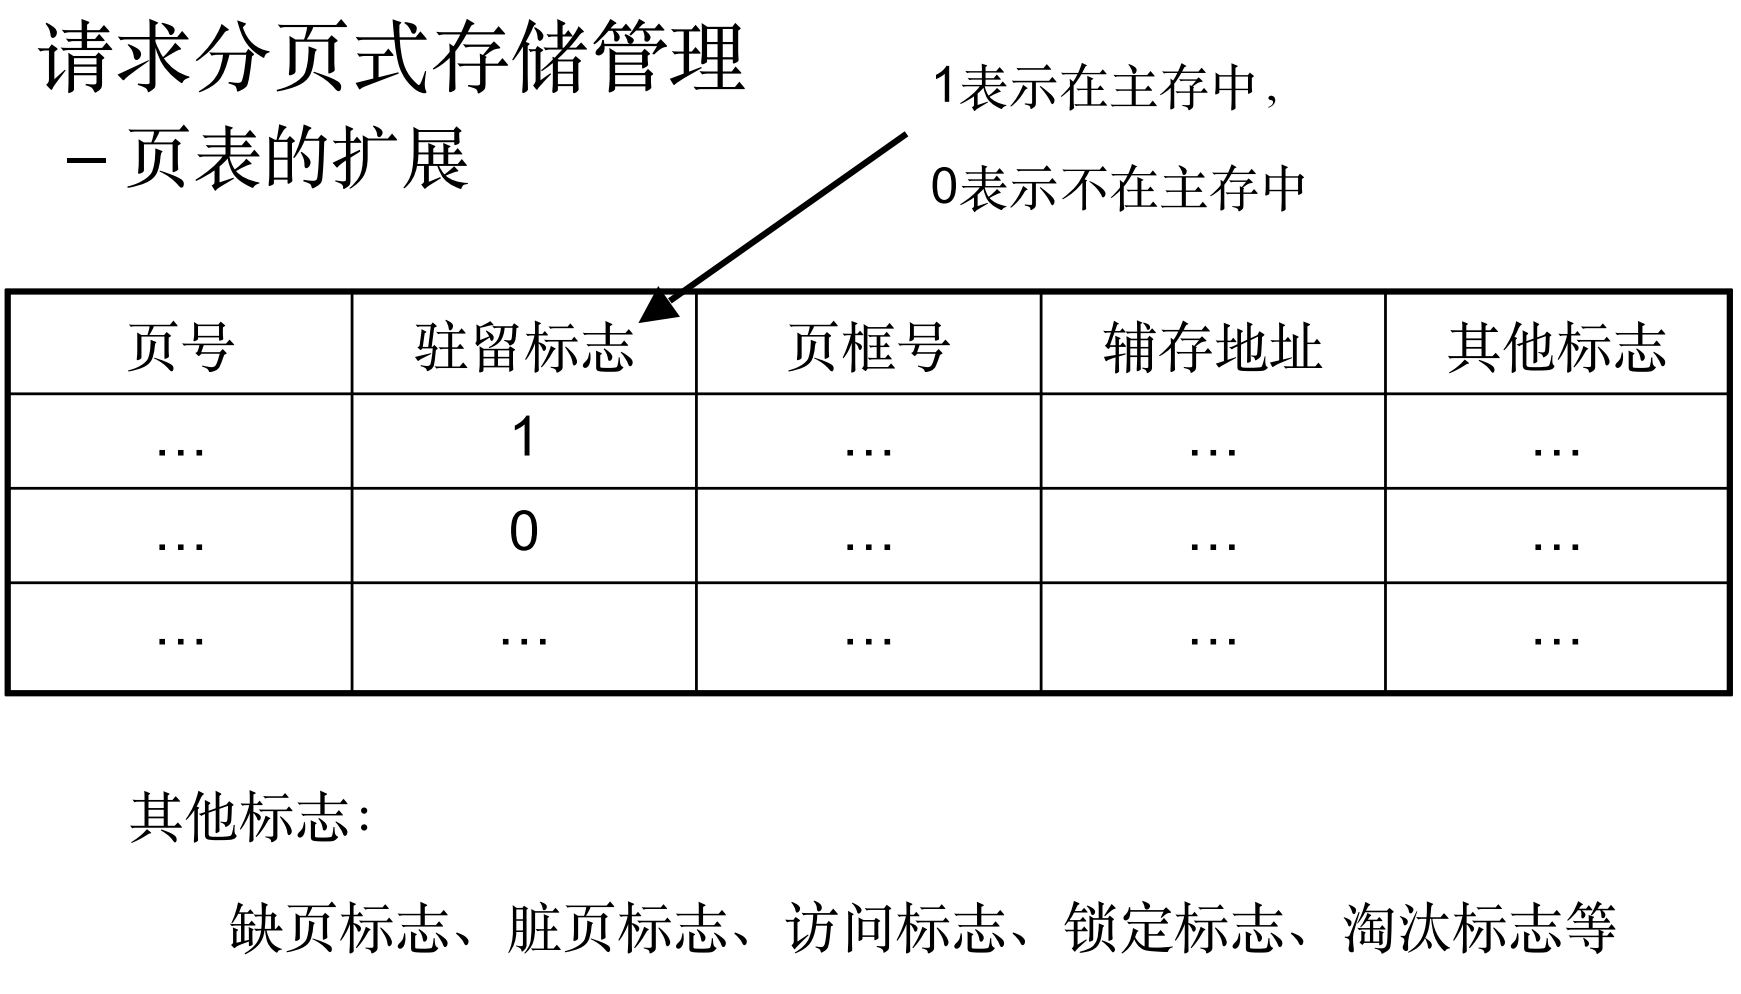 请求分页式存储管理
– 页表的扩展
1表示在主存中，
0表示不在主存中
页号 驻留标志 页框号 辅存地址 其他标志
… 1 … … …
… 0 … … …
… … … … …
其他标志：
缺页标志、脏页标志、访问标志、锁定标志、淘汰标志等